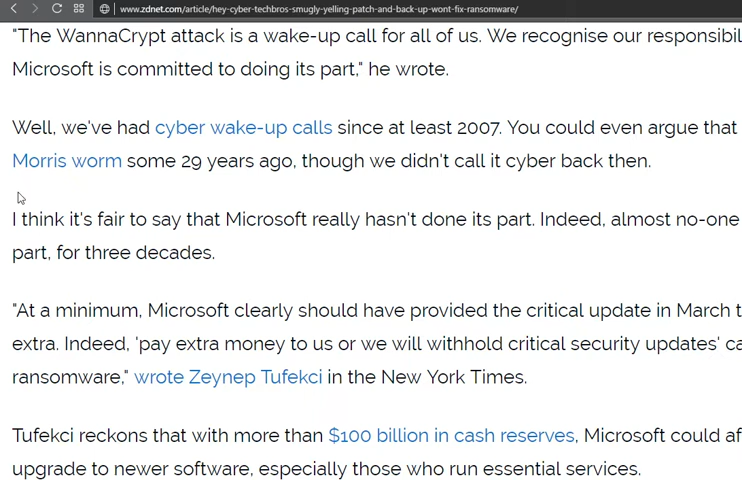 www.zdnet.com/article/hey-cyber-techbros-smugly-yelling-patch-and-back-up-wont-fix-ransomware/
"The WannaCrypt attack is a wake-up call for all of us. We recognise our responsibil
Microsoft is committed to doing its part," he wrote.
Well, we've had cyber wake-up calls since at least 2007. You could even argue that
Morris worm some 29 years ago, though we didn't call it cyber back then.
I think it's fair to say that Microsoft really hasn't done its part. Indeed, almost no-one
part, for three decades.
"At a minimum, Microsoft clearly should have provided the critical update in March t
extra. Indeed, 'pay extra money to us or we will withhold critical security updates' ca
ransomware," wrote Zeynep Tufekci in the New York Times.
Tufekci reckons that with more than $100 billion in cash reserves, Microsoft could af
upgrade to newer software, especially those who run essential services.